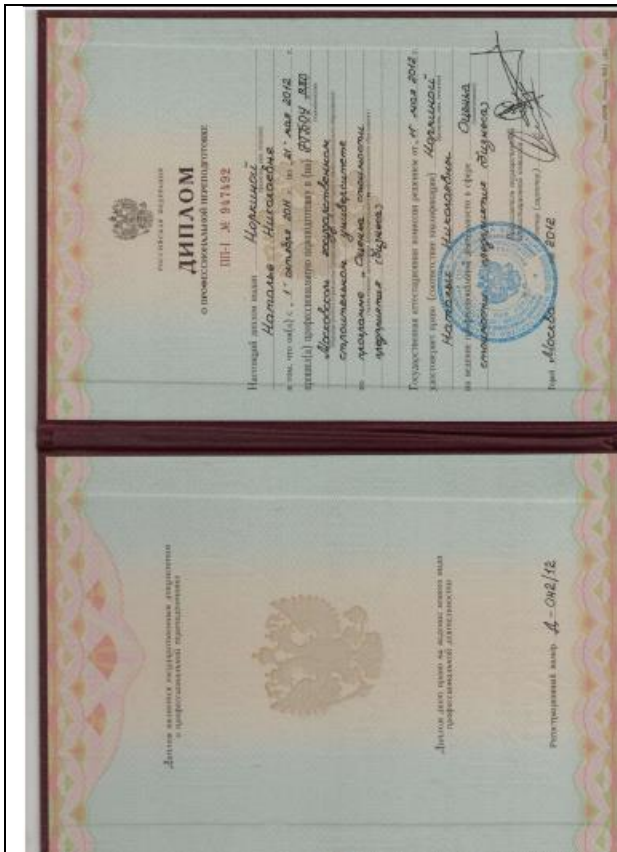 Диплом является государственным документом
о профессиональной переподготовке
Диплом дает право на ведение нового вида
профессиональной деятельности
Регистрационный номер Д-042/12
РОССИЙСКАЯ ФЕДЕРАЦИЯ
ДИПЛОМ
О ПРОФЕССИОНАЛЬНОЙ ПЕРЕПОДГОТОВКЕ
ПП-I № 947492
Настоящий диплом выдан Норкиной
Наталье Николаевне
в том, что он(а) с „1“ октября 2011 г. по „21“ мая 2012 г.
прошел(а) профессиональную переподготовку в (на) ФГБОУ ВПО
Московском государственном
строительном университете
по программе „Оценка стоимости
предприятия (бизнеса)
Государственная аттестационная комиссия решением от „11“ мая 2012 г.
удостоверяет право (соответствие квалификации) Норкиной
Натальи Николаевны
на ведение профессиональной деятельности в сфере Оценка
стоимости предприятия (бизнеса)
Город Москва 2012